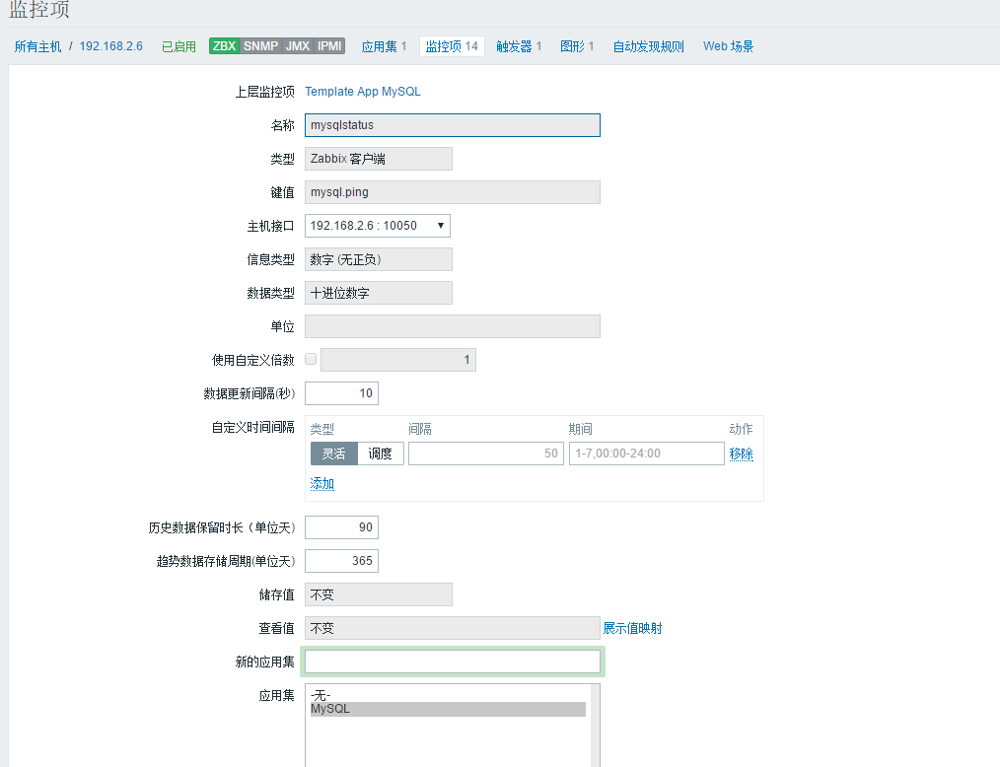 监控项
所有主机 / 192.168.2.6 已启用 ZBX SNMP JMX IPMI 应用集 1 监控项 14 触发器 1 图形 1 自动发现规则 Web 场景
上层监控项 Template App MySQL
名称 mysqlstatus
类型 Zabbix 客户端
键值 mysql.ping
主机接口 192.168.2.6 : 10050
信息类型 数字 (无正负)
数据类型 十进位数字
单位
使用自定义倍数 1
数据更新间隔(秒) 10
自定义时间间隔 类型 间隔 期间 动作
灵活 调度 50 1-7,00:00-24:00 移除
添加
历史数据保留时长（单位天） 90
趋势数据存储周期(单位天) 365
储存值 不变
查看值 不变 展示值映射
新的应用集
应用集 -无-
MySQL